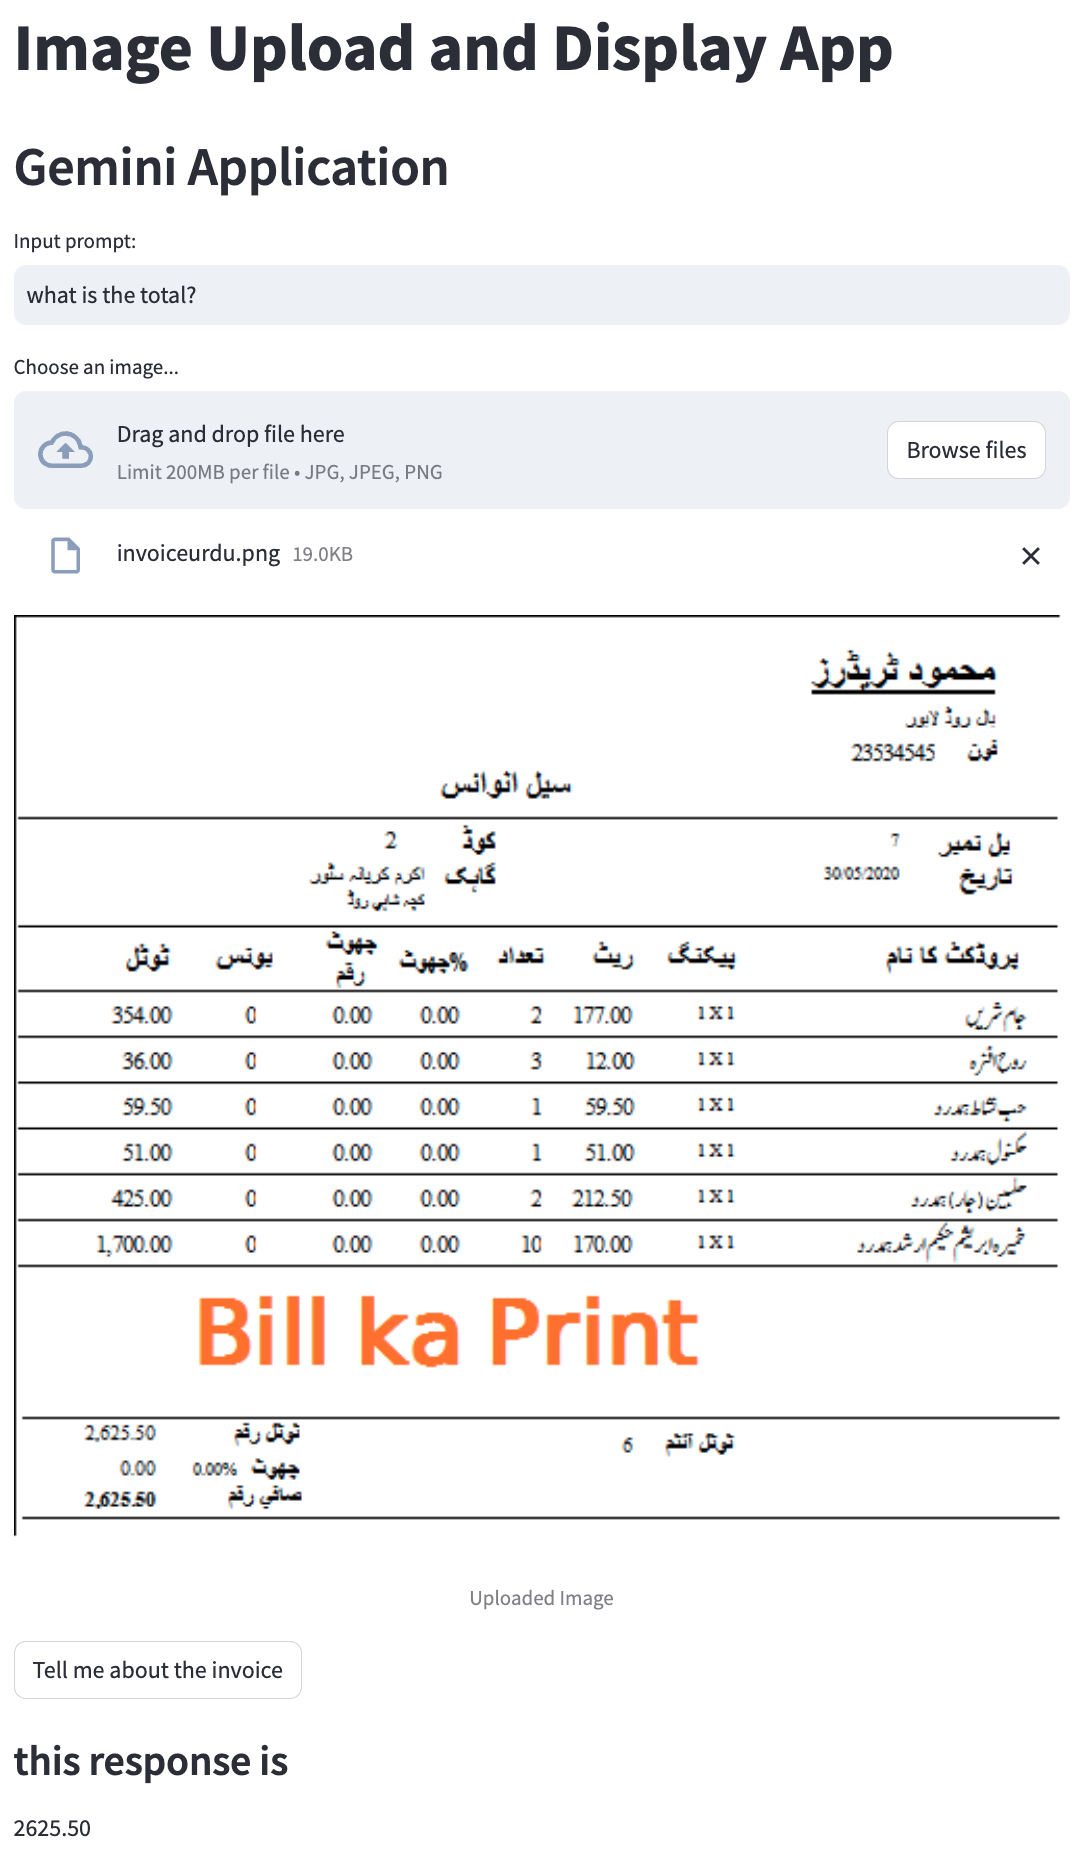 Image Upload and Display App
Gemini Application
Input prompt:
what is the total?
Choose an image...
Drag and drop file here
Limit 200MB per file • JPG, JPEG, PNG
Browse files
invoiceurdu.png 19.0KB
محمود ٹریڈرز
ہال روڈ لاہور
فون 23534545
سیل انوائس
بل نمبر 7 کوڈ 2
تاریخ 30/05/2020 گاہک اکرم کریانہ سٹور
کچہ شاہی روڈ
پروڈکٹ کا نام پیکنگ ریٹ تعداد %چھوٹ چھوٹ رقم بونس ٹوٹل
جام شریں 1X1 177.00 2 0.00 0.00 0 354.00
روح افزہ 1X1 12.00 3 0.00 0.00 0 36.00
حب نشاط ہمدرد 1X1 59.50 1 0.00 0.00 0 59.50
ہمدرد 1X1 51.00 1 0.00 0.00 0 51.00
(جار) ہمدرد 1X1 212.50 2 0.00 0.00 0 425.00
خمیرہ ابریشم حکیم ارشد ہمدرد 1X1 170.00 10 0.00 0.00 0 1,700.00
Bill ka Print
ٹوٹل آئٹم 6 ٹوٹل رقم 2,625.50
چھوٹ 0.00% 0.00
صافي رقم 2,625.50
Uploaded Image
Tell me about the invoice
this response is
2625.50